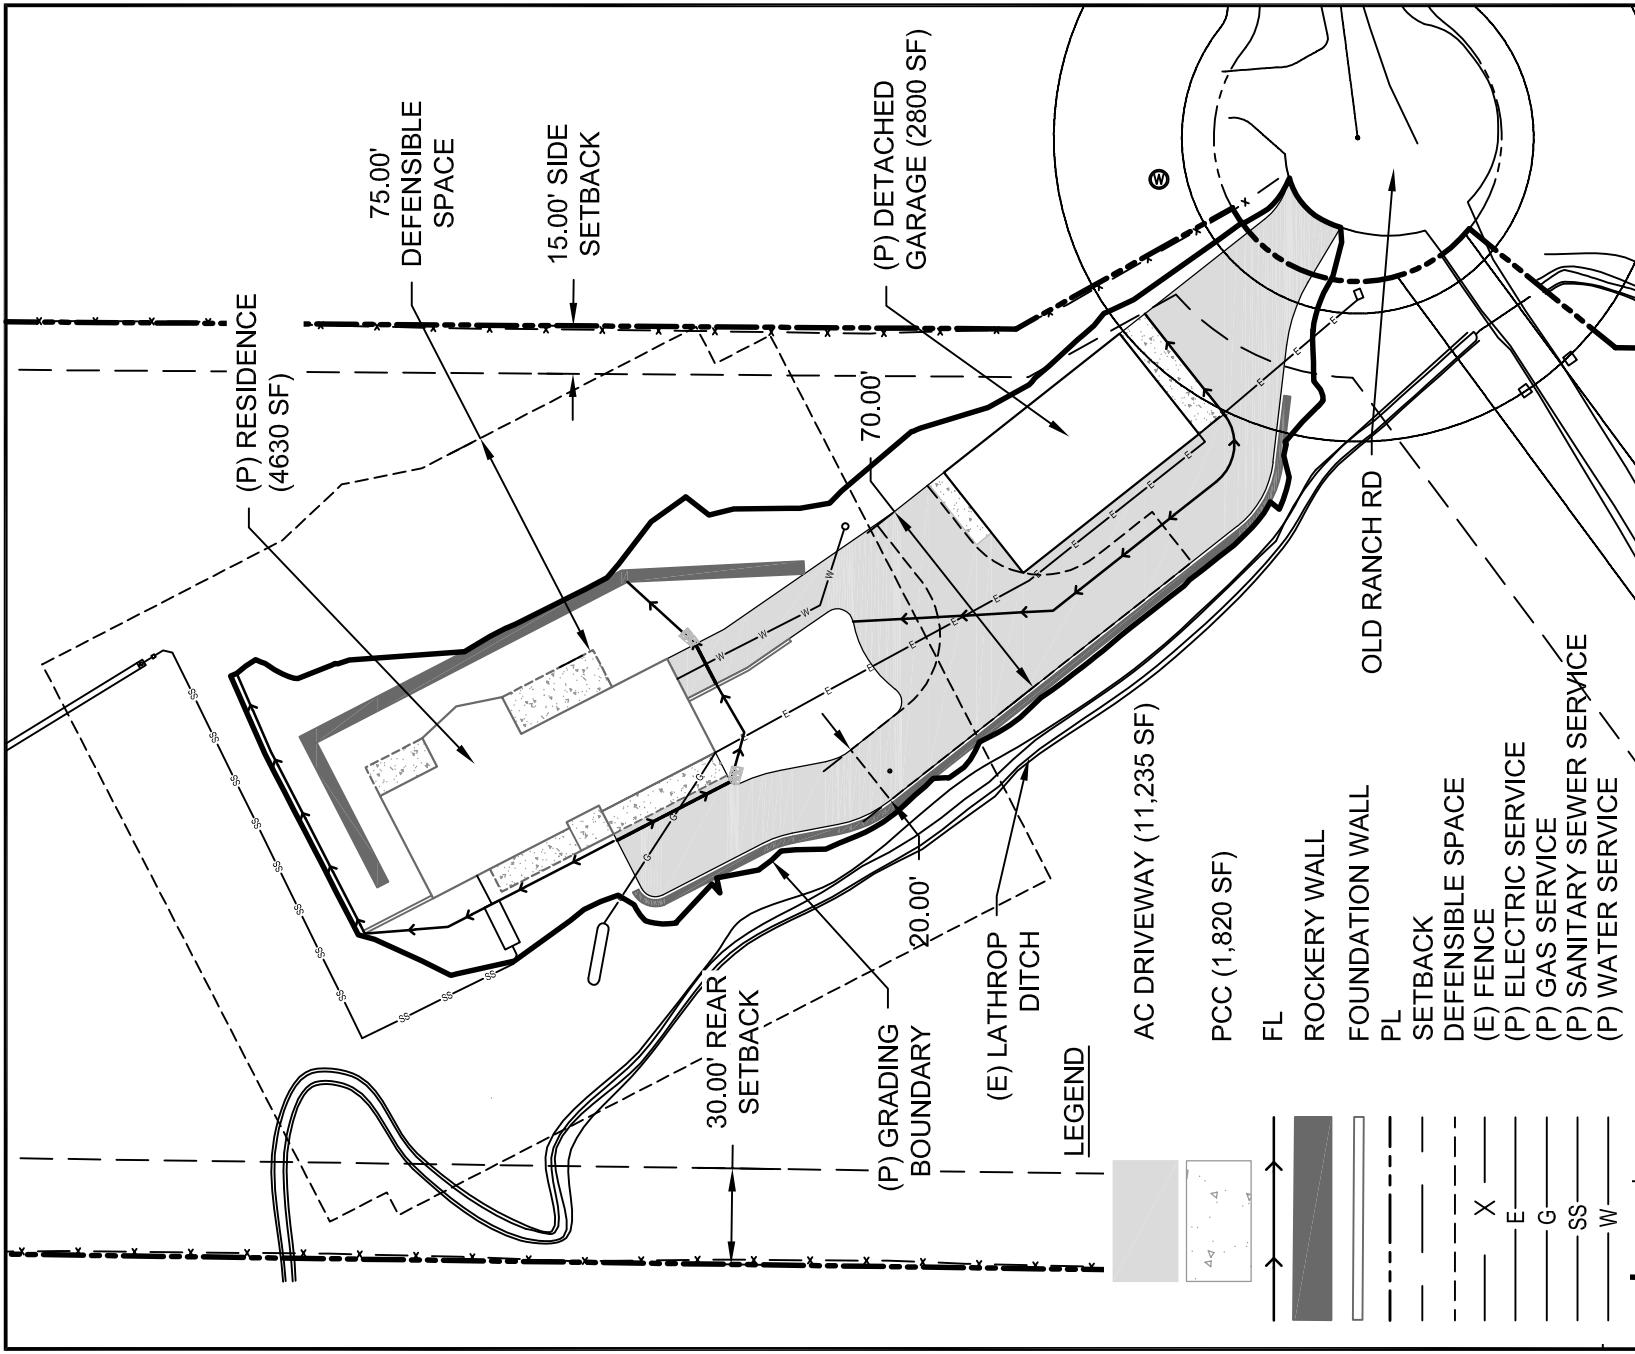 (P) RESIDENCE
(4630 SF)
75.00'
DEFENSIBLE
SPACE
15.00' SIDE
SETBACK
(P) DETACHED
GARAGE (2800 SF)
70.00'
20.00'
OLD RANCH RD
30.00' REAR
SETBACK
(P) GRADING
BOUNDARY
(E) LATHROP
DITCH
LEGEND
AC DRIVEWAY (11,235 SF)
PCC (1,820 SF)
FL
ROCKERY WALL
FOUNDATION WALL
PL
SETBACK
DEFENSIBLE SPACE
X (E) FENCE
E (P) ELECTRIC SERVICE
G (P) GAS SERVICE
SS (P) SANITARY SEWER SERVICE
W (P) WATER SERVICE